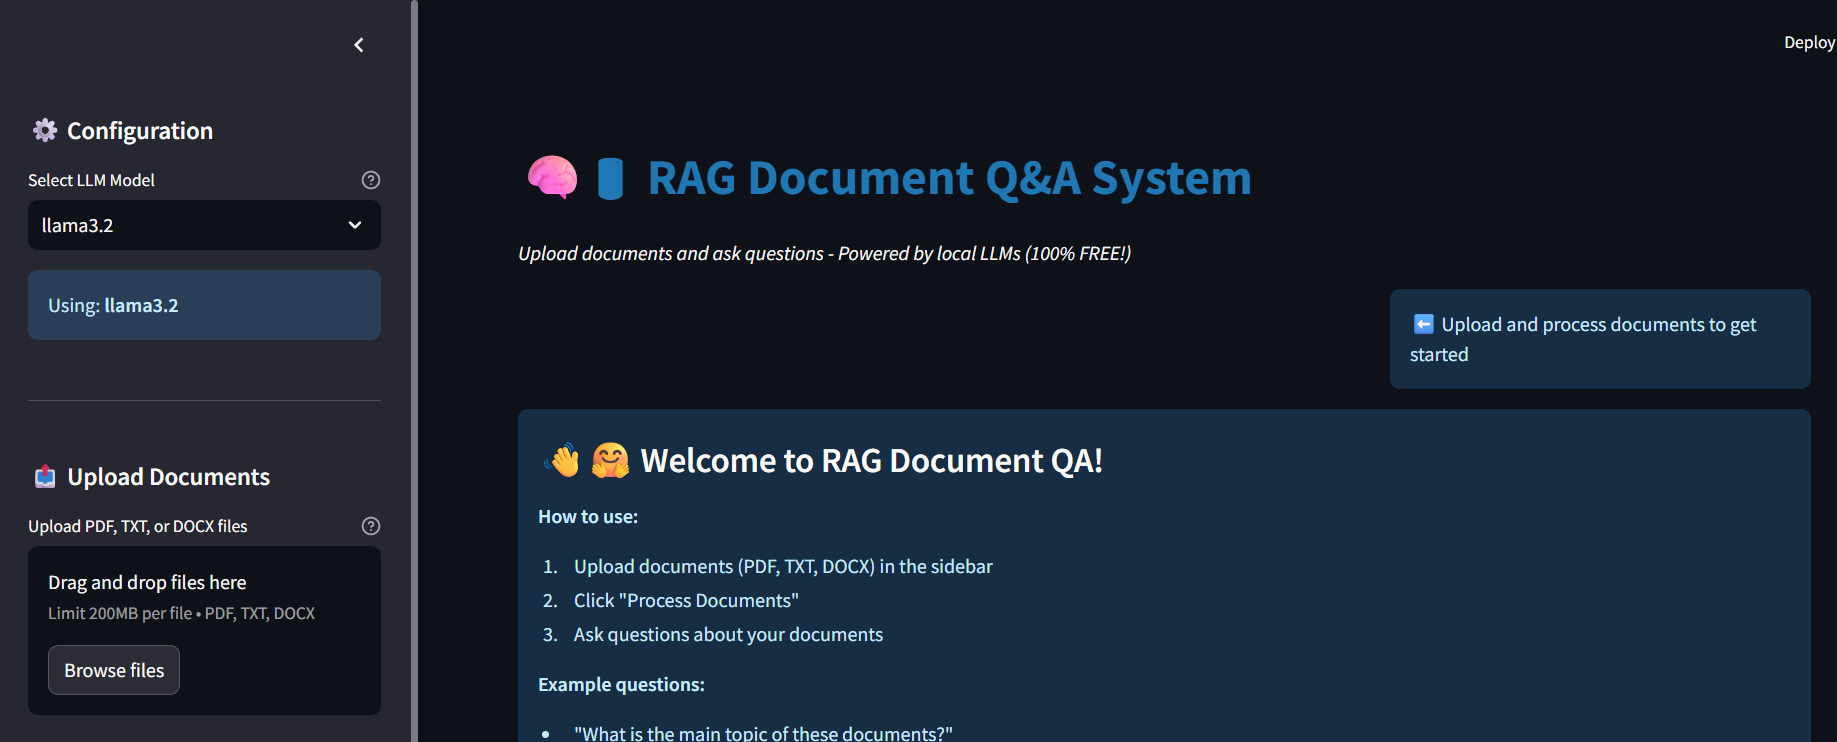 Configuration
Select LLM Model
llama3.2
Using: llama3.2
Upload Documents
Upload PDF, TXT, or DOCX files
Drag and drop files here
Limit 200MB per file • PDF, TXT, DOCX
Browse files
Deploy
RAG Document Q&A System
Upload documents and ask questions - Powered by local LLMs (100% FREE!)
Upload and process documents to get
started
Welcome to RAG Document QA!
How to use:
1. Upload documents (PDF, TXT, DOCX) in the sidebar
2. Click "Process Documents"
3. Ask questions about your documents
Example questions:
• "What is the main topic of these documents?"